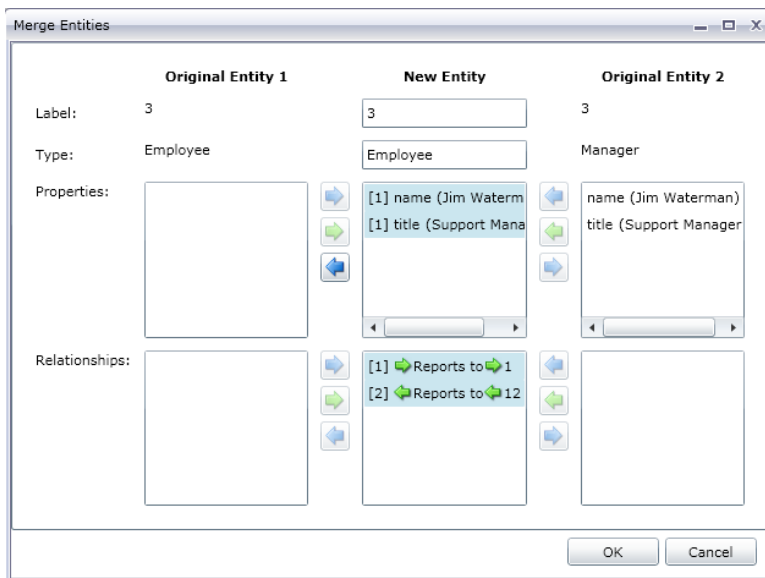 Merge Entities
Original Entity 1 New Entity Original Entity 2
Label: 3 3 3
Type: Employee Employee Manager
Properties: [1] name (Jim Waterm name (Jim Waterman)
[1] title (Support Mana title (Support Manager
Relationships: [1] Reports to 1
[2] Reports to 12
OK Cancel